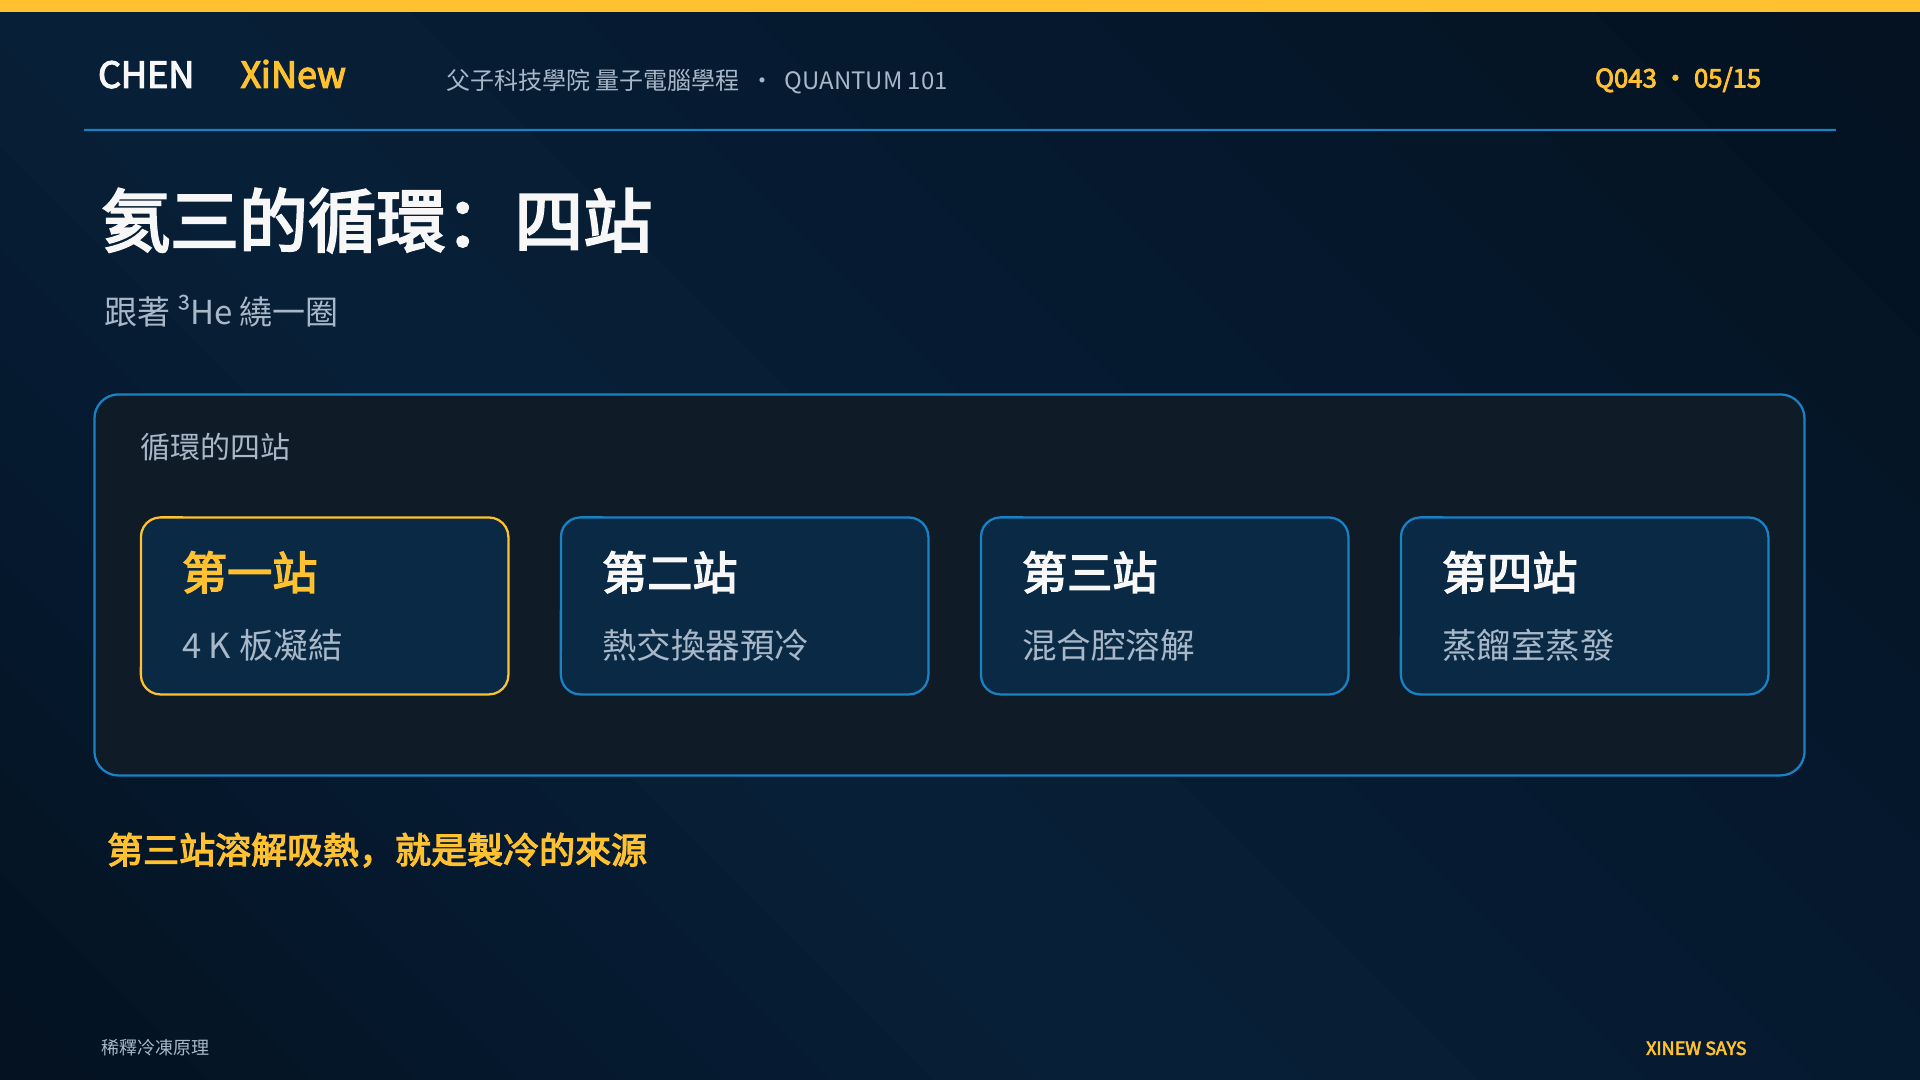 CHEN XiNew 父子科技學院 量子電腦學程 · QUANTUM 101 Q043 · 05/15
氦三的循環：四站
跟著 ³He 繞一圈
循環的四站
第一站 第二站 第三站 第四站
4 K 板凝結 熱交換器預冷 混合腔溶解 蒸餾室蒸發
第三站溶解吸熱，就是製冷的來源
稀釋冷凍原理 XINEW SAYS